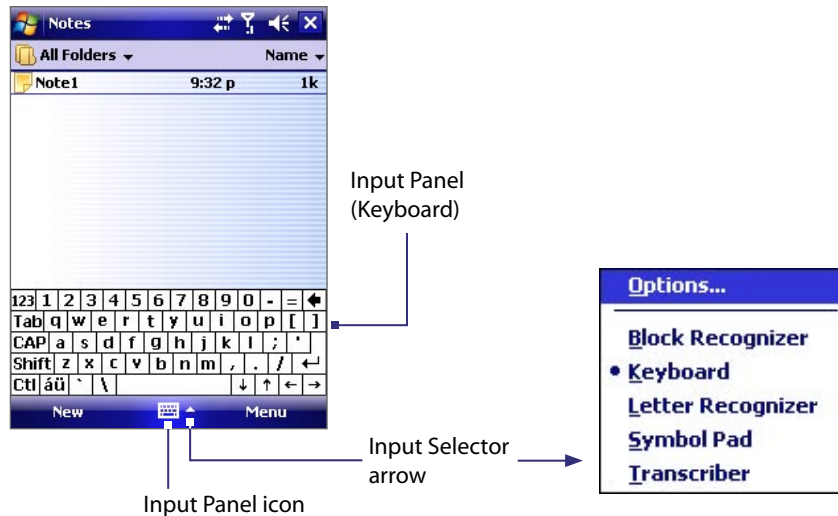 Notes
All Folders Name
Note1 9:32 p 1k
Input Panel
(Keyboard)
123 1 2 3 4 5 6 7 8 9 0 - =
Tab q w e r t y u i o p [ ]
CAP a s d f g h j k l ; '
Shift z x c v b n m , . /
Ctl áü ` \
New Menu
Options...
Block Recognizer
Keyboard
Letter Recognizer
Symbol Pad
Transcriber
Input Selector
arrow
Input Panel icon